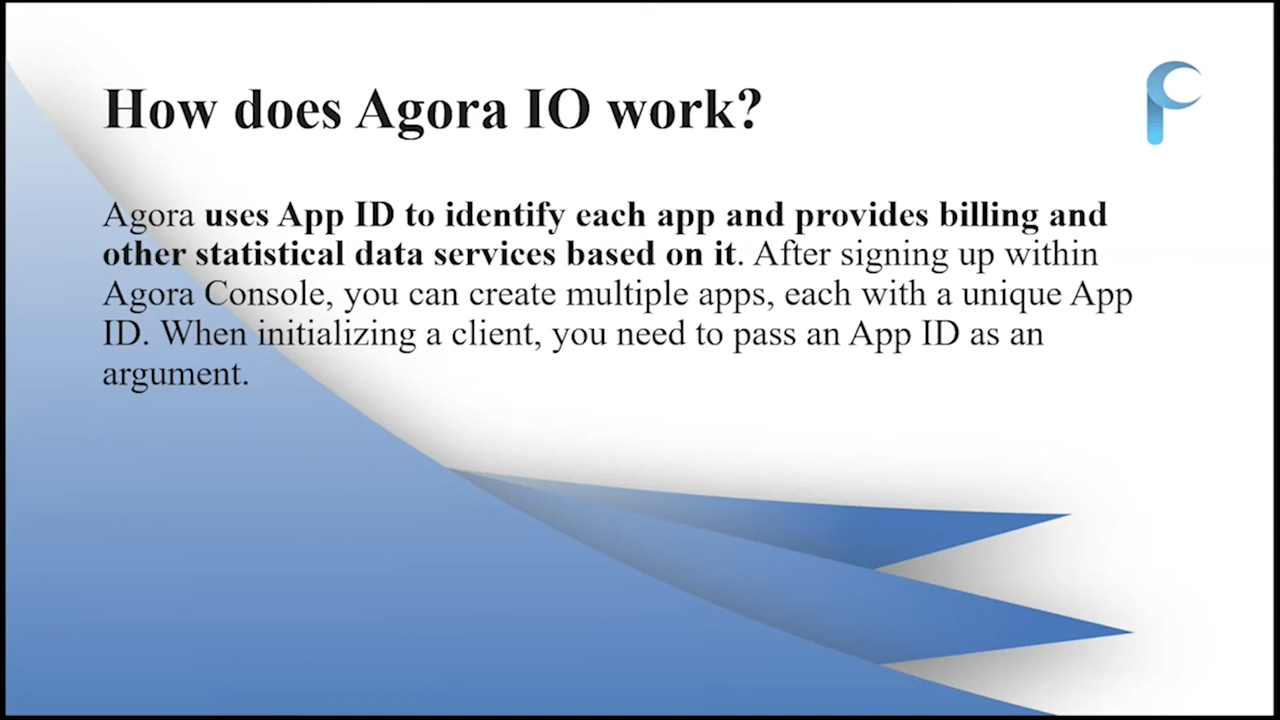 How does Agora IO work?
Agora uses App ID to identify each app and provides billing and
other statistical data services based on it. After signing up within
Agora Console, you can create multiple apps, each with a unique App
ID. When initializing a client, you need to pass an App ID as an
argument.